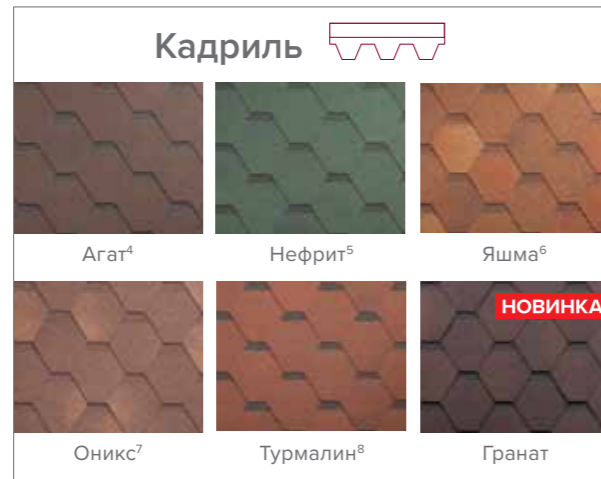 Кадриль
Агат⁴
Нефрит⁵
Яшма⁶
НОВИНКА
Оникс⁷
Турмалин⁸
Гранат